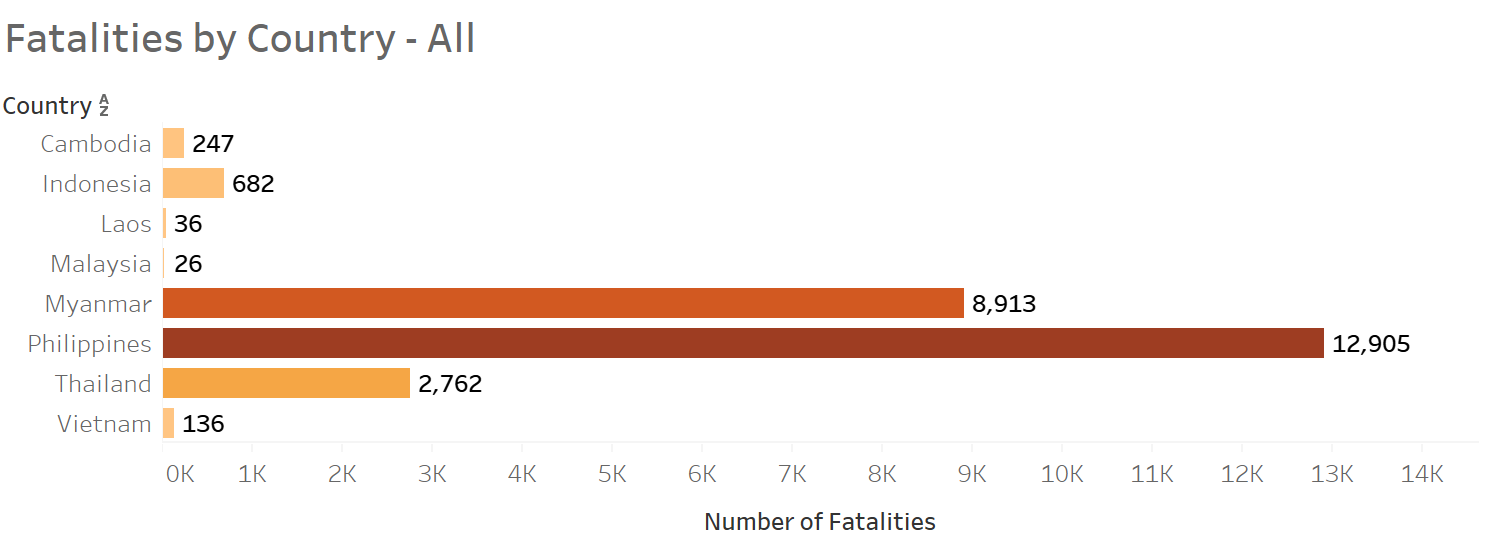 Fatalities by Country - All
Country A Z
Cambodia 247
Indonesia 682
Laos 36
Malaysia 26
Myanmar 8,913
Philippines 12,905
Thailand 2,762
Vietnam 136
0K 1K 2K 3K 4K 5K 6K 7K 8K 9K 10K 11K 12K 13K 14K
Number of Fatalities